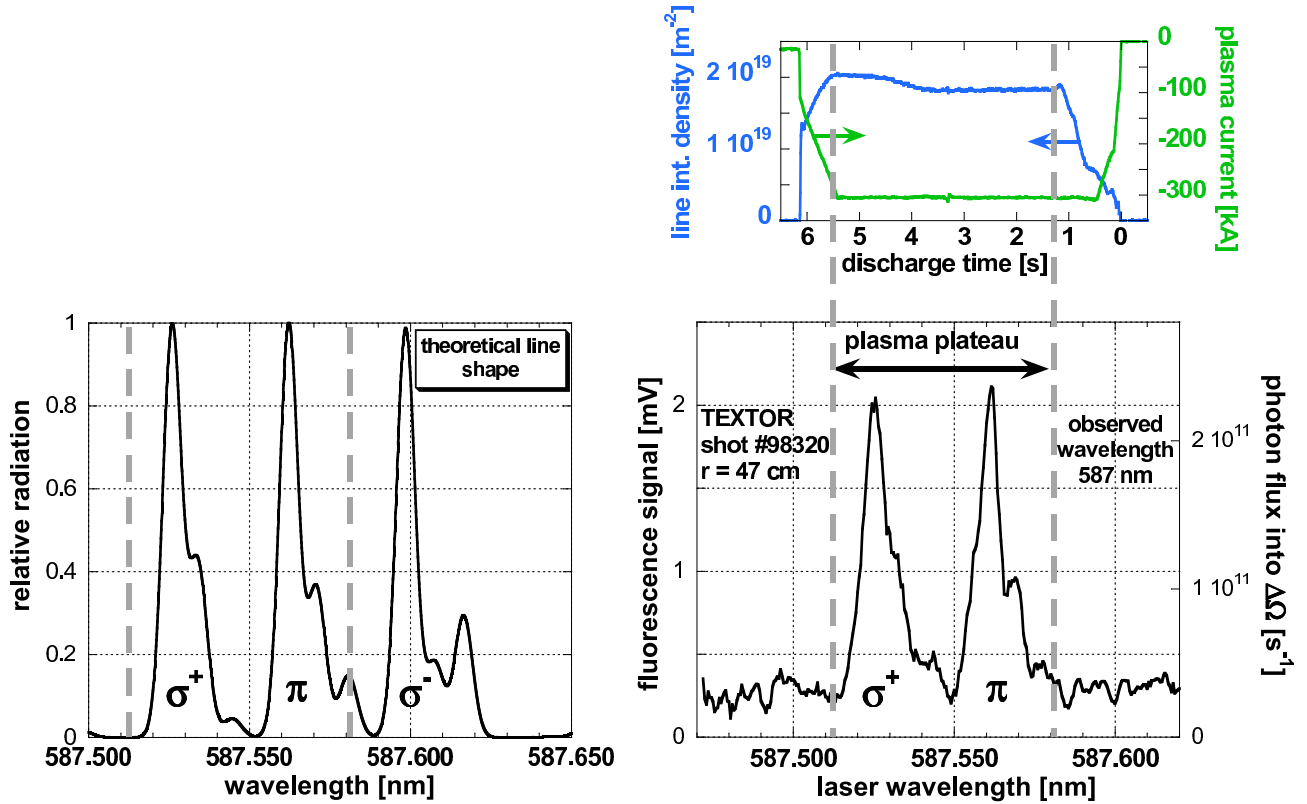 line int. density [m⁻²]
2 10¹⁹
1 10¹⁹
0
0
-100
-200
-300
plasma current [kA]
6 5 4 3 2 1 0
discharge time [s]
relative radiation
1
0.8
0.6
0.4
0.2
0
theoretical line
shape
σ⁺ π σ⁻
587.500 587.550 587.600 587.650
wavelength [nm]
fluorescence signal [mV]
2
1
0
plasma plateau
TEXTOR
shot #98320
r = 47 cm
observed
wavelength
587 nm
σ⁺ π
2 10¹¹
1 10¹¹
0
photon flux into ΔΩ [s⁻¹]
587.500 587.550 587.600
laser wavelength [nm]